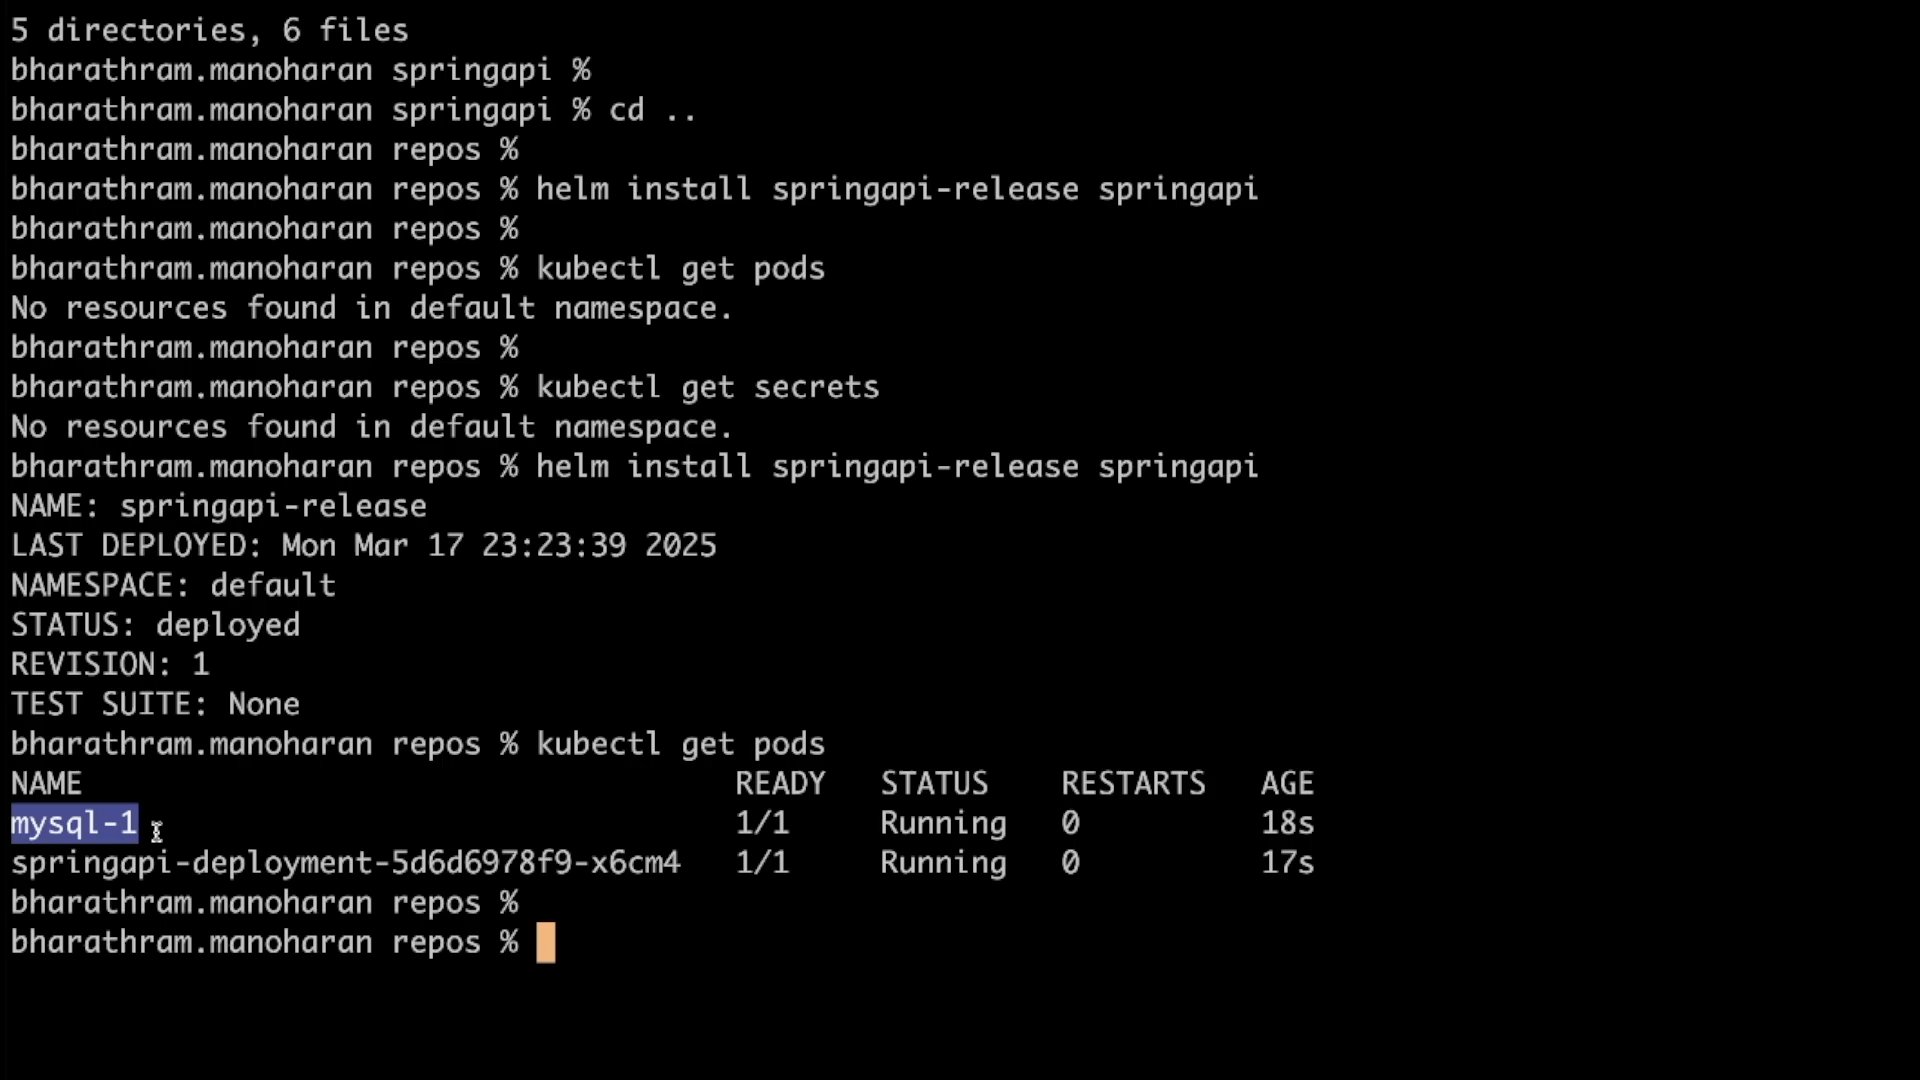 5 directories, 6 files
bharathram.manoharan springapi %
bharathram.manoharan springapi % cd ..
bharathram.manoharan repos %
bharathram.manoharan repos % helm install springapi-release springapi
bharathram.manoharan repos %
bharathram.manoharan repos % kubectl get pods
No resources found in default namespace.
bharathram.manoharan repos %
bharathram.manoharan repos % kubectl get secrets
No resources found in default namespace.
bharathram.manoharan repos % helm install springapi-release springapi
NAME: springapi-release
LAST DEPLOYED: Mon Mar 17 23:23:39 2025
NAMESPACE: default
STATUS: deployed
REVISION: 1
TEST SUITE: None
bharathram.manoharan repos % kubectl get pods
NAME READY STATUS RESTARTS AGE
mysql-1 1/1 Running 0 18s
springapi-deployment-5d6d6978f9-x6cm4 1/1 Running 0 17s
bharathram.manoharan repos %
bharathram.manoharan repos %